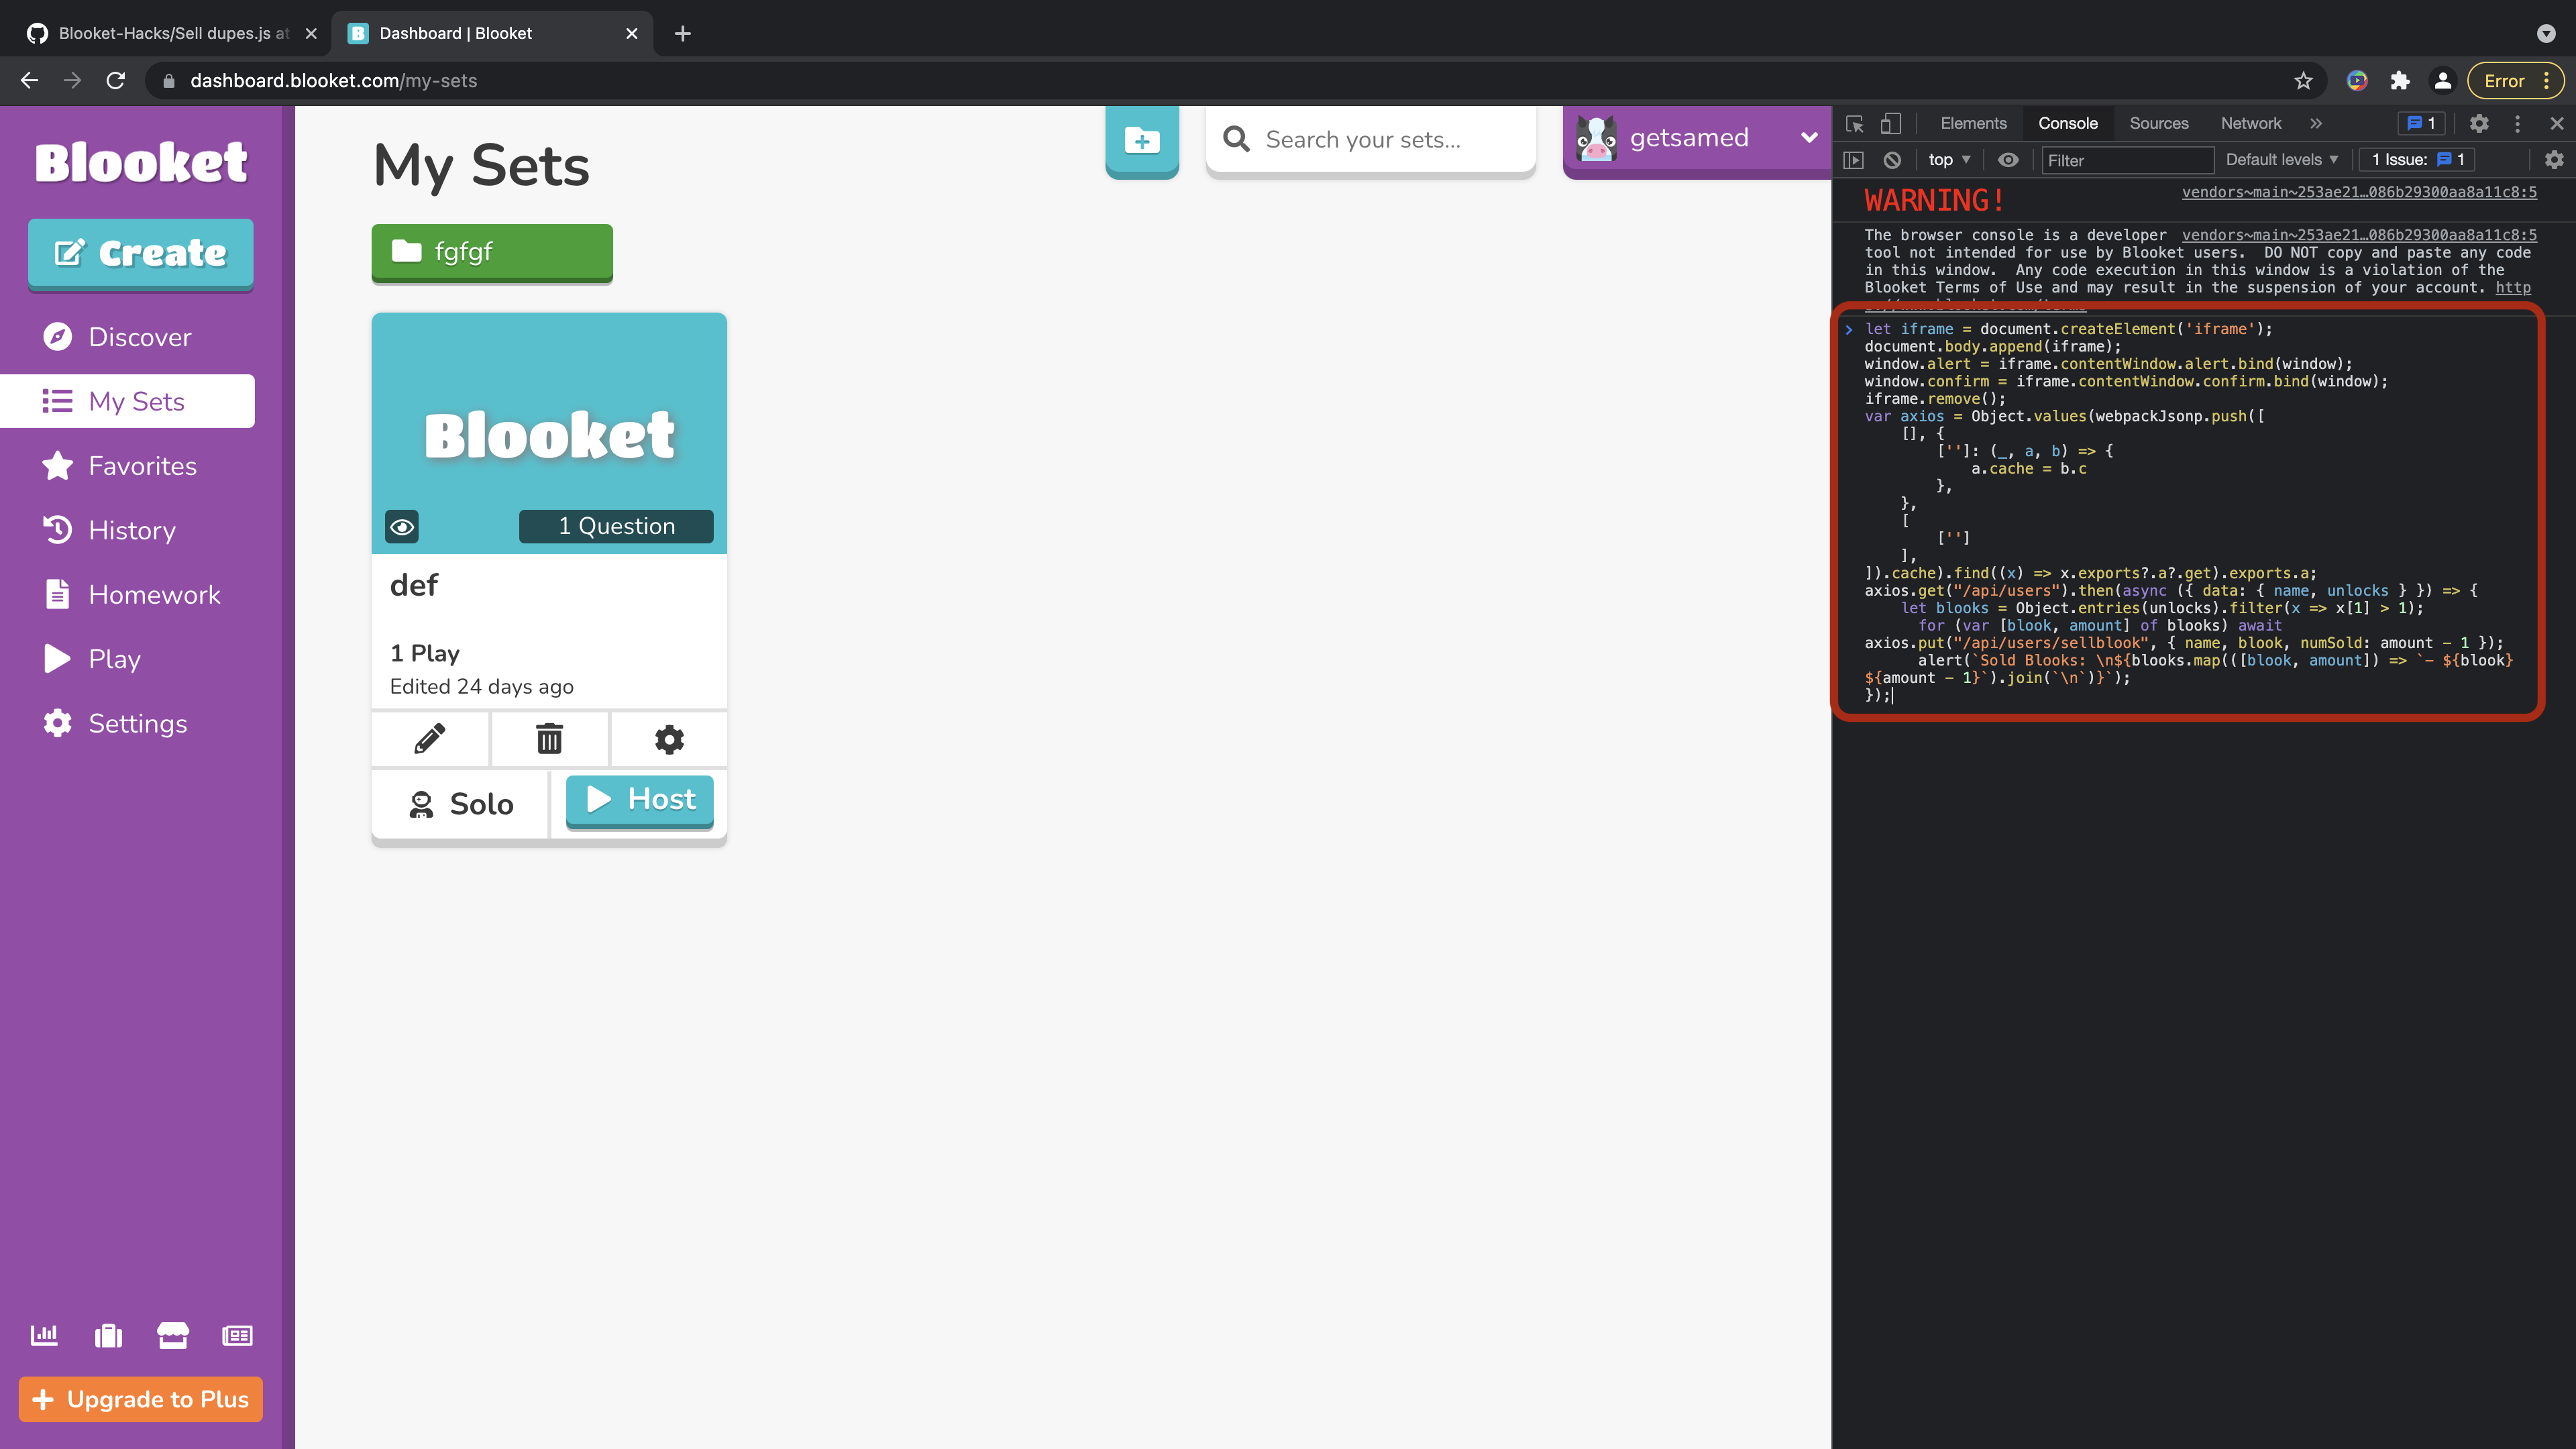 Blooket-Hacks/Sell dupes.js at
Dashboard | Blooket
dashboard.blooket.com/my-sets
Error
Blooket
Create
Discover
My Sets
Favorites
History
Homework
Play
Settings
Upgrade to Plus
My Sets
Search your sets...
getsamed
fgfgf
Blooket
1 Question
def
1 Play
Edited 24 days ago
Solo
Host
Elements
Console
Sources
Network
1
top
Filter
Default levels
1 Issue:
1
WARNING!
vendors~main~253ae21…086b29300aa8a11c8:5
vendors~main~253ae21…086b29300aa8a11c8:5
The browser console is a developer
tool not intended for use by Blooket users.  DO NOT copy and paste any code
in this window.  Any code execution in this window is a violation of the
Blooket Terms of Use and may result in the suspension of your account. http
let iframe = document.createElement('iframe');
document.body.append(iframe);
window.alert = iframe.contentWindow.alert.bind(window);
window.confirm = iframe.contentWindow.confirm.bind(window);
iframe.remove();
var axios = Object.values(webpackJsonp.push([
    [], {
        ['']: (_, a, b) => {
            a.cache = b.c
        },
    },
    [
        ['']
    ],
]).cache).find((x) => x.exports?.a?.get).exports.a;
axios.get("/api/users").then(async ({ data: { name, unlocks } }) => {
    let blooks = Object.entries(unlocks).filter(x => x[1] > 1);
      for (var [blook, amount] of blooks) await
axios.put("/api/users/sellblook", { name, blook, numSold: amount - 1 });
      alert(`Sold Blooks: \n${blooks.map(([blook, amount]) => `- ${blook}
${amount - 1}`).join(`\n`)}`);
});